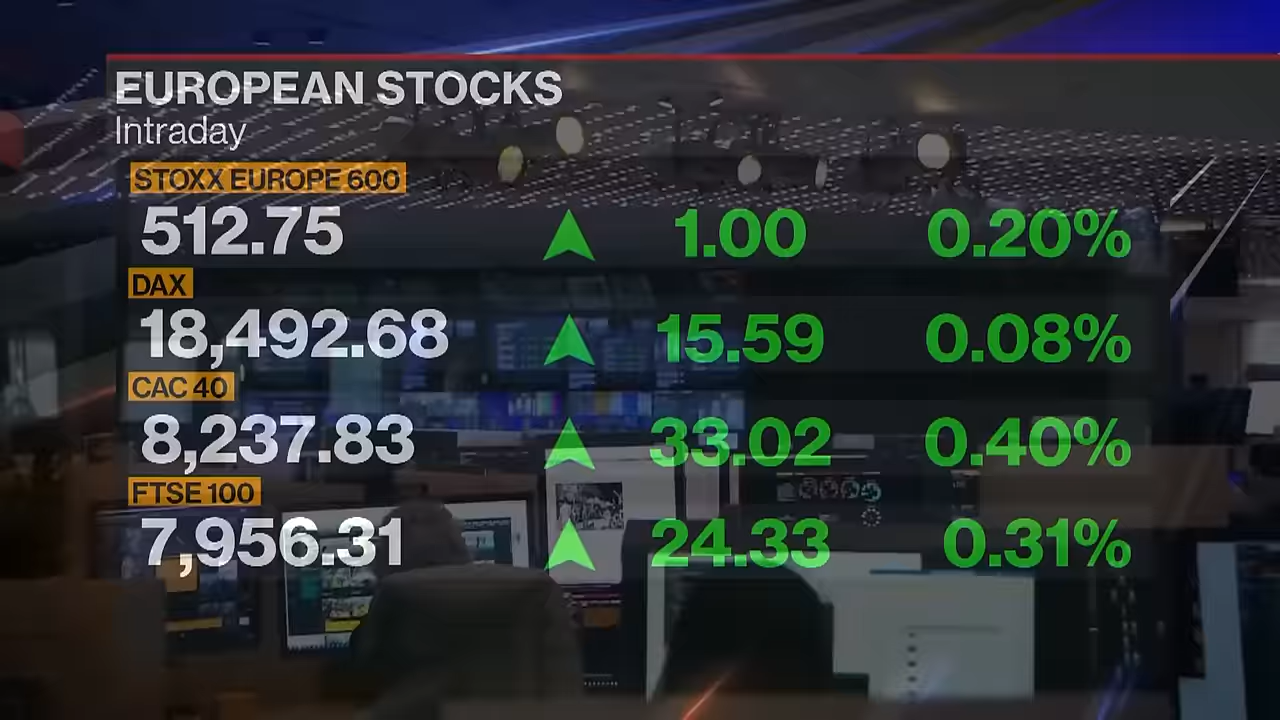 EUROPEAN STOCKS
Intraday
STOXX EUROPE 600
512.75 1.00 0.20%
DAX
18,492.68 15.59 0.08%
CAC 40
8,237.83 33.02 0.40%
FTSE 100
7,956.31 24.33 0.31%